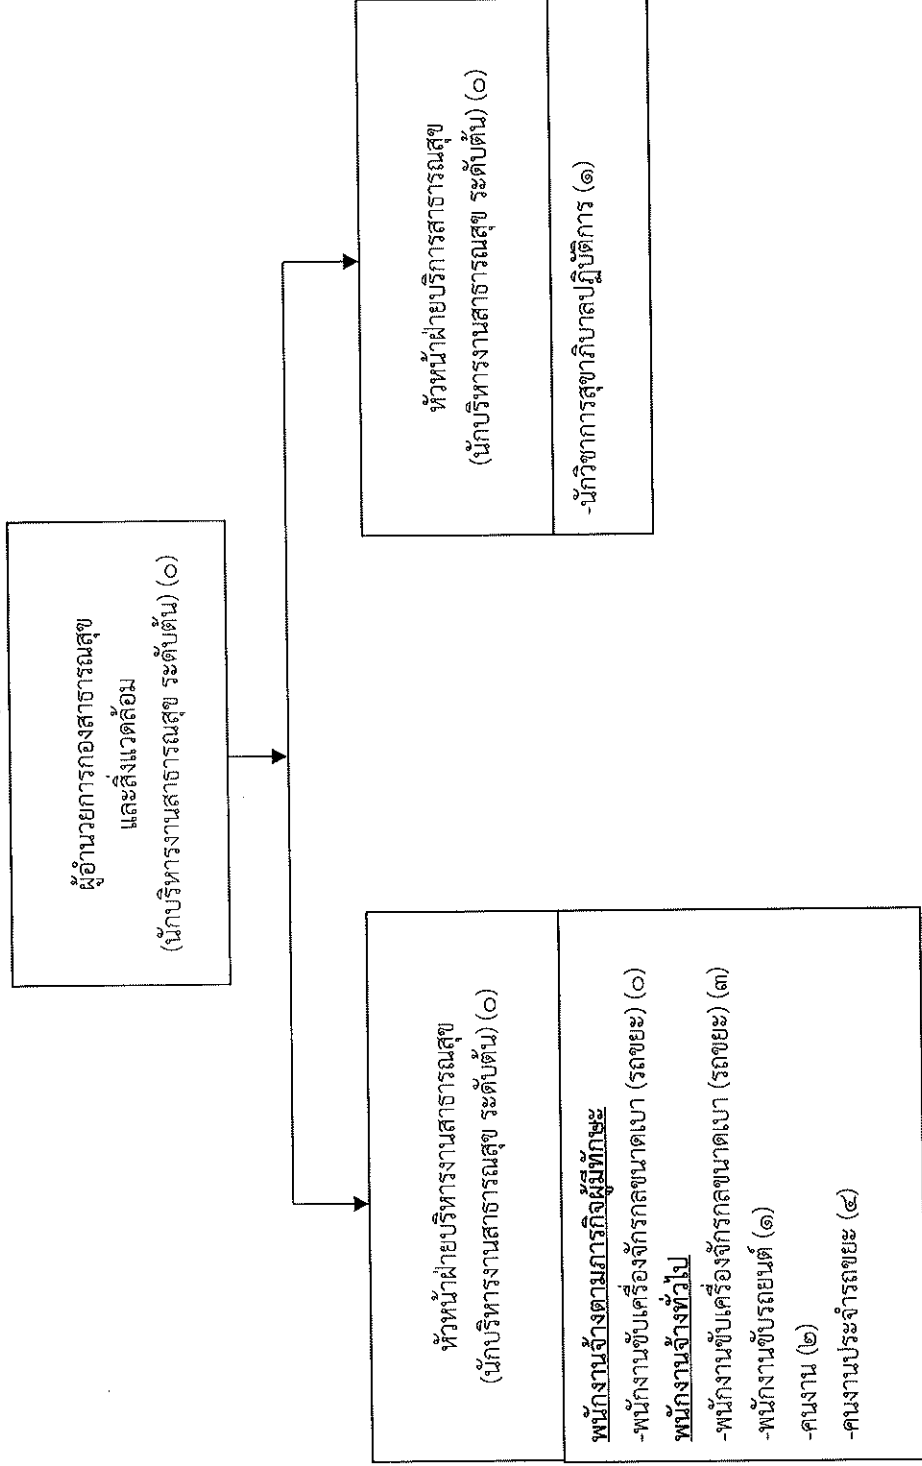 ผู้อำนวยการกองสาธารณสุข
และสิ่งแวดล้อม
(นักบริหารงานสาธารณสุข ระดับต้น) (๐)
หัวหน้าฝ่ายบริหารงานสาธารณสุข
(นักบริหารงานสาธารณสุข ระดับต้น) (๐)
พนักงานจ้างตามภารกิจผู้มีทักษะ
-พนักงานขับเครื่องจักรกลขนาดเบา (รถขยะ) (๐)
พนักงานจ้างทั่วไป
-พนักงานขับเครื่องจักรกลขนาดเบา (รถขยะ) (๓)
-พนักงานขับรถยนต์ (๑)
-คนงาน (๒)
-คนงานประจำรถขยะ (๔)
หัวหน้าฝ่ายบริการสาธารณสุข
(นักบริหารงานสาธารณสุข ระดับต้น) (๐)
-นักวิชาการสุขาภิบาลปฏิบัติการ (๑)